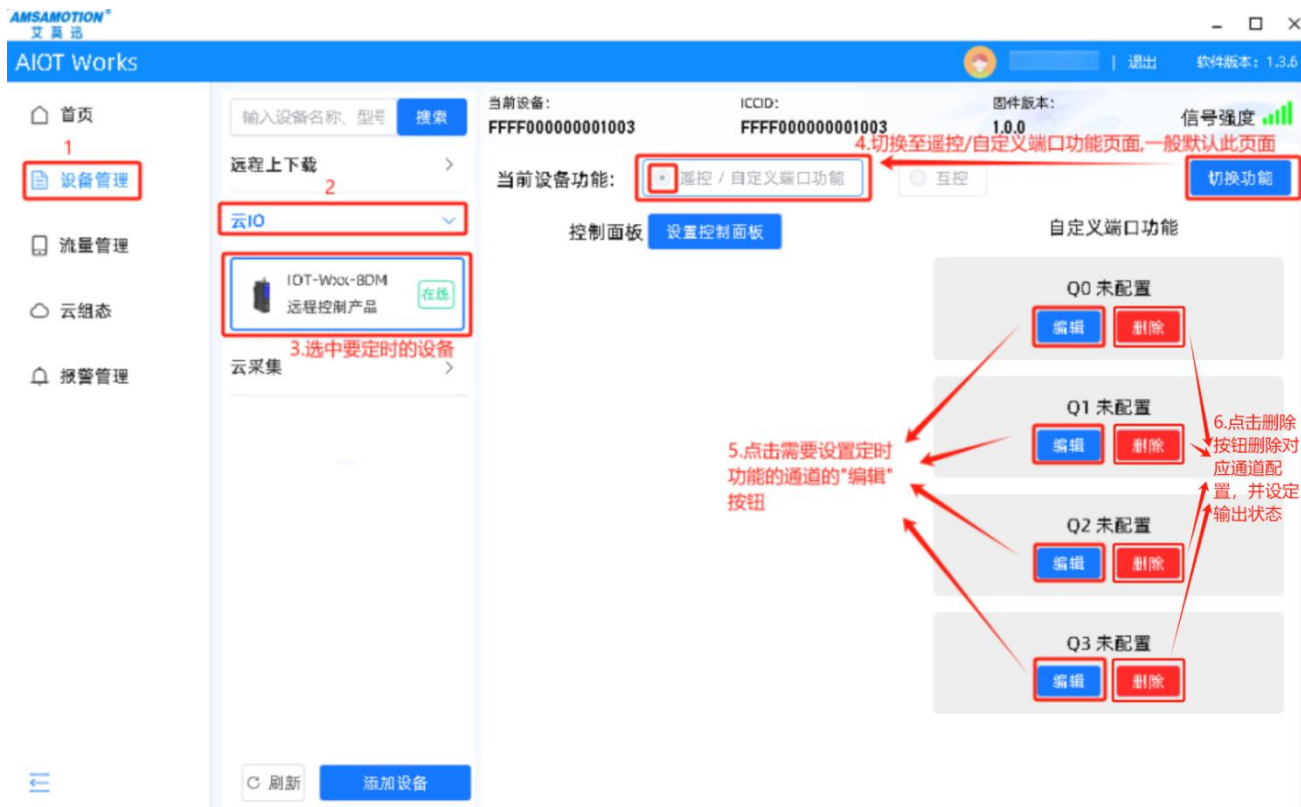 AMSAMOTION®
艾莫迅
AIOT Works
| 退出
软件版本：1.3.6
首页
1
设备管理
流量管理
云组态
报警管理
输入设备名称、型号
搜索
远程上下载
2
云IO
IOT-Wxx-8DM
远程控制产品
在线
3.选中要定时的设备
云采集
刷新
添加设备
当前设备：
FFFF000000001003
ICCID：
FFFF000000001003
固件版本：
1.0.0
信号强度
4.切换至遥控/自定义端口功能页面,一般默认此页面
当前设备功能：
遥控 / 自定义端口功能
互控
切换功能
控制面板
设置控制面板
自定义端口功能
Q0 未配置
编辑
删除
Q1 未配置
编辑
删除
Q2 未配置
编辑
删除
Q3 未配置
编辑
删除
5.点击需要设置定时
功能的通道的"编辑"
按钮
6.点击删除
按钮删除对
应通道配
置，并设定
输出状态